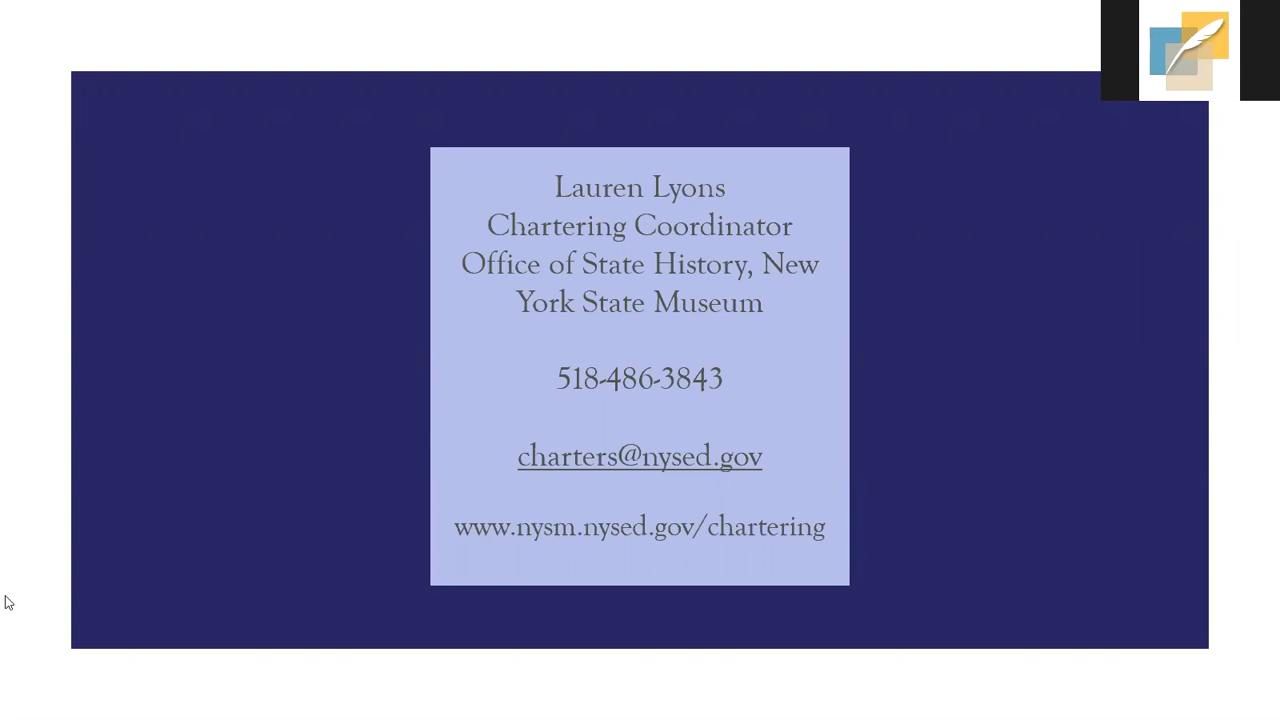 Lauren Lyons
Chartering Coordinator
Office of State History, New
York State Museum
518-486-3843
charters@nysed.gov
www.nysm.nysed.gov/chartering